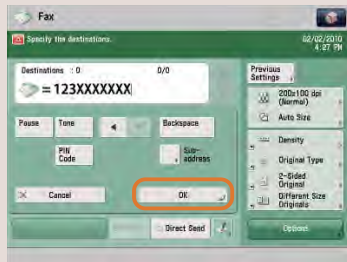 Fax
Specify the destinations.
02/02/2010
4:27 PM
Destinations : 0
0/0
= 123XXXXXXX
Previous
Settings
200x100 dpi
(Normal)
Auto Size
Pause
Tone
Backspace
PIN
Code
Sub-
address
Density
Original Type
2-Sided
Original
Different Size
Originals
Cancel
OK
Direct Send
Options